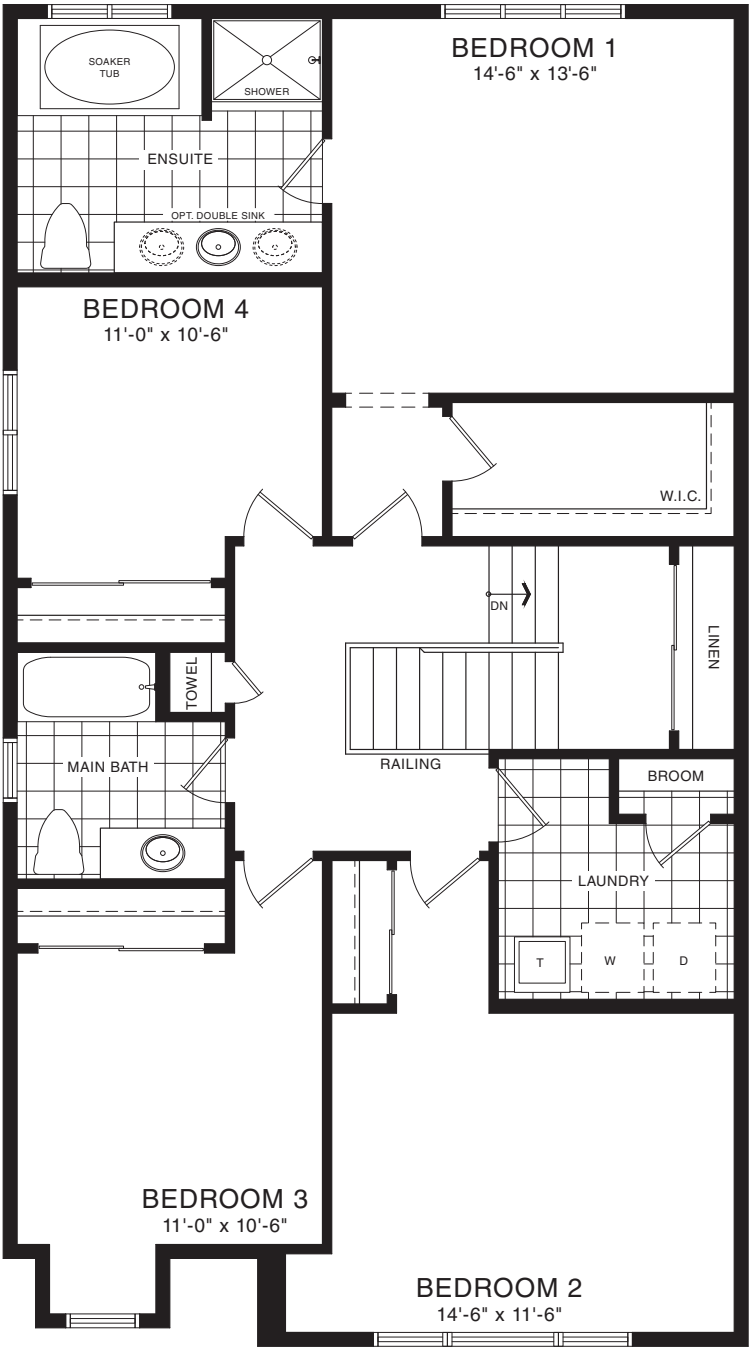 BEDROOM 1
14'-6" x 13'-6"
SOAKER
TUB
SHOWER
ENSUITE
OPT. DOUBLE SINK
BEDROOM 4
11'-0" x 10'-6"
W.I.C.
DN
LINEN
TOWEL
RAILING
MAIN BATH
BROOM
LAUNDRY
T
W
D
BEDROOM 3
11'-0" x 10'-6"
BEDROOM 2
14'-6" x 11'-6"